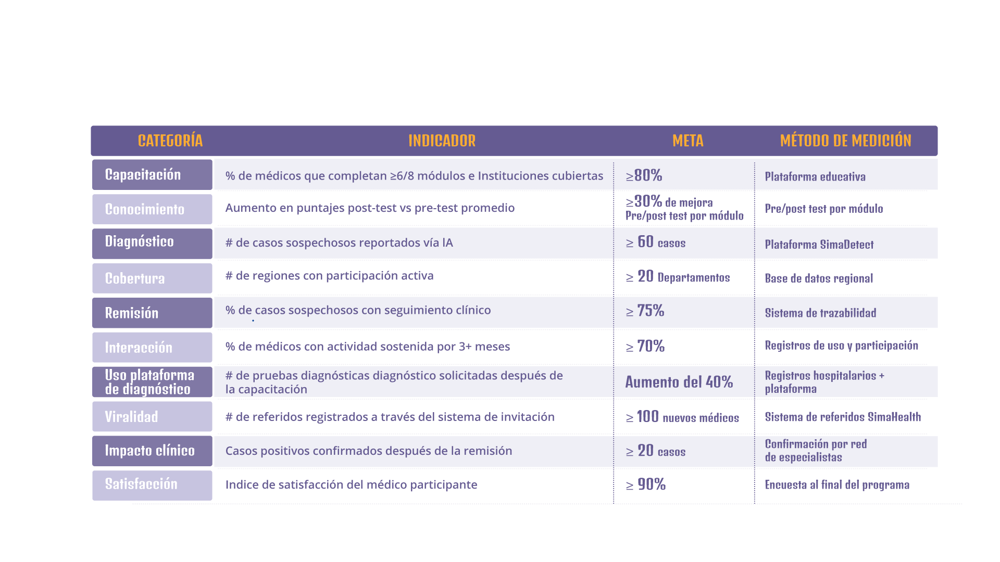 CATEGORÍA INDICADOR META MÉTODO DE MEDICIÓN
Capacitación % de médicos que completan ≥6/8 módulos e Instituciones cubiertas ≥80% Plataforma educativa
Conocimiento Aumento en puntajes post-test vs pre-test promedio ≥30% de mejora
Pre/post test por módulo Pre/post test por módulo
Diagnóstico # de casos sospechosos reportados vía lA ≥ 60 casos Plataforma SimaDetect
Cobertura # de regiones con participación activa ≥ 20 Departamentos Base de datos regional
Remisión % de casos sospechosos con seguimiento clínico ≥ 75% Sistema de trazabilidad
Interacción % de médicos con actividad sostenida por 3+ meses ≥ 70% Registros de uso y participación
Uso plataforma
de diagnóstico # de pruebas diagnósticas diagnóstico solicitadas después de
la capacitación Aumento del 40% Registros hospitalarios +
plataforma
Viralidad # de referidos registrados a través del sistema de invitación ≥ 100 nuevos médicos Sistema de referidos SimaHealth
Impacto clínico Casos positivos confirmados después de la remisión ≥ 20 casos Confirmación por red
de especialistas
Satisfacción Indice de satisfacción del médico participante ≥ 90% Encuesta al final del programa